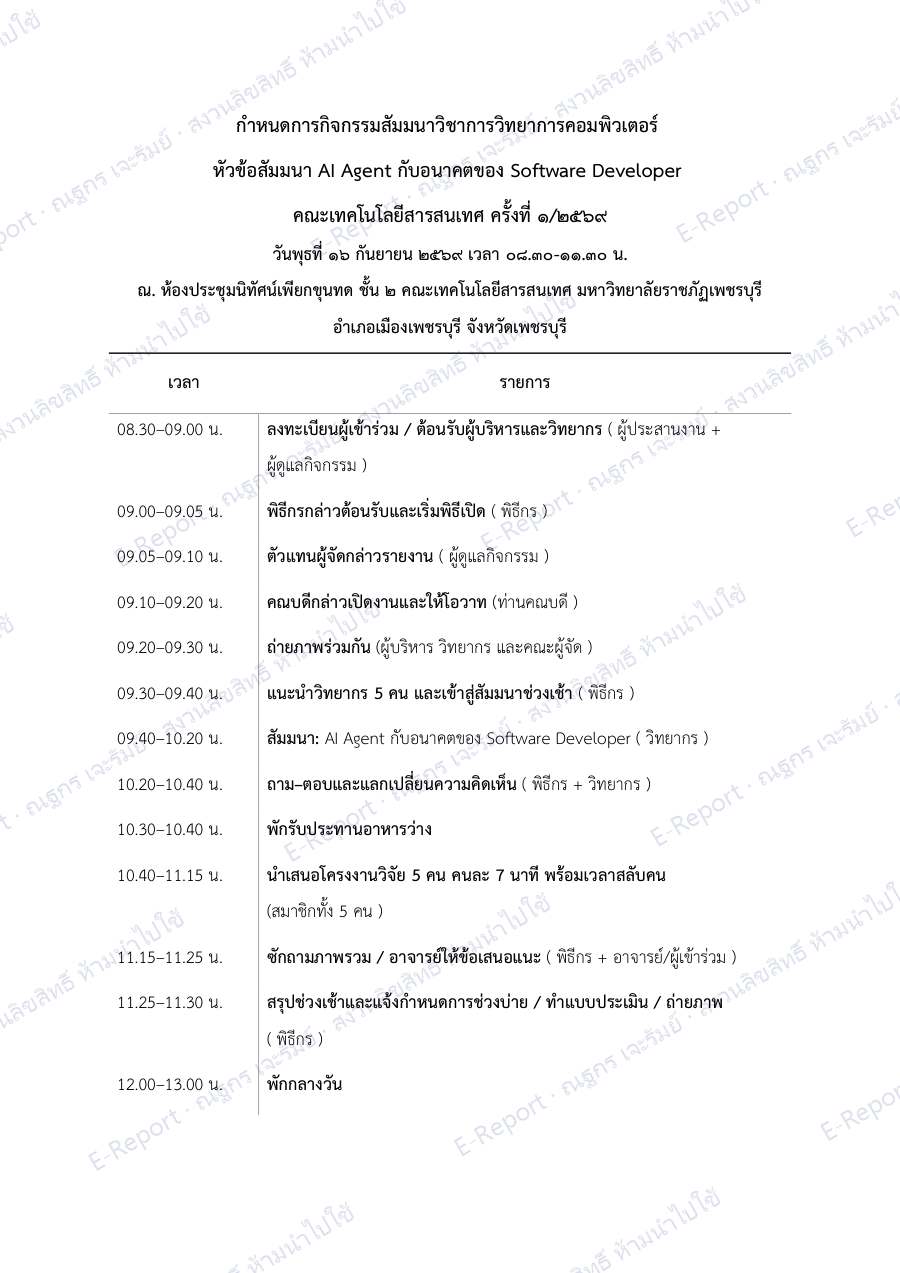 กำหนดการกิจกรรมสัมมนาวิชาการวิทยาการคอมพิวเตอร์
หัวข้อสัมมนา AI Agent กับอนาคตของ Software Developer
คณะเทคโนโลยีสารสนเทศ ครั้งที่ ๑/๒๕๖๙
วันพุธที่ ๑๖ กันยายน ๒๕๖๙ เวลา ๐๘.๓๐-๑๑.๓๐ น.
ณ. ห้องประชุมนิทัศน์เพียกขุนทด ชั้น ๒ คณะเทคโนโลยีสารสนเทศ มหาวิทยาลัยราชภัฏเพชรบุรี
อำเภอเมืองเพชรบุรี จังหวัดเพชรบุรี
เวลา รายการ
08.30–09.00 น. ลงทะเบียนผู้เข้าร่วม / ต้อนรับผู้บริหารและวิทยากร ( ผู้ประสานงาน +
ผู้ดูแลกิจกรรม )
09.00–09.05 น. พิธีกรกล่าวต้อนรับและเริ่มพิธีเปิด ( พิธีกร )
09.05–09.10 น. ตัวแทนผู้จัดกล่าวรายงาน ( ผู้ดูแลกิจกรรม )
09.10–09.20 น. คณบดีกล่าวเปิดงานและให้โอวาท (ท่านคณบดี )
09.20–09.30 น. ถ่ายภาพร่วมกัน (ผู้บริหาร วิทยากร และคณะผู้จัด )
09.30–09.40 น. แนะนำวิทยากร 5 คน และเข้าสู่สัมมนาช่วงเช้า ( พิธีกร )
09.40–10.20 น. สัมมนา: AI Agent กับอนาคตของ Software Developer ( วิทยากร )
10.20–10.40 น. ถาม–ตอบและแลกเปลี่ยนความคิดเห็น ( พิธีกร + วิทยากร )
10.30–10.40 น. พักรับประทานอาหารว่าง
10.40–11.15 น. นำเสนอโครงงานวิจัย 5 คน คนละ 7 นาที พร้อมเวลาสลับคน
(สมาชิกทั้ง 5 คน )
11.15–11.25 น. ซักถามภาพรวม / อาจารย์ให้ข้อเสนอแนะ ( พิธีกร + อาจารย์/ผู้เข้าร่วม )
11.25–11.30 น. สรุปช่วงเช้าและแจ้งกำหนดการช่วงบ่าย / ทำแบบประเมิน / ถ่ายภาพ
( พิธีกร )
12.00–13.00 น. พักกลางวัน
E-Report · ณฐกร เจะรัมย์ · สงวนลิขสิทธิ์ ห้ามนำไปใช้